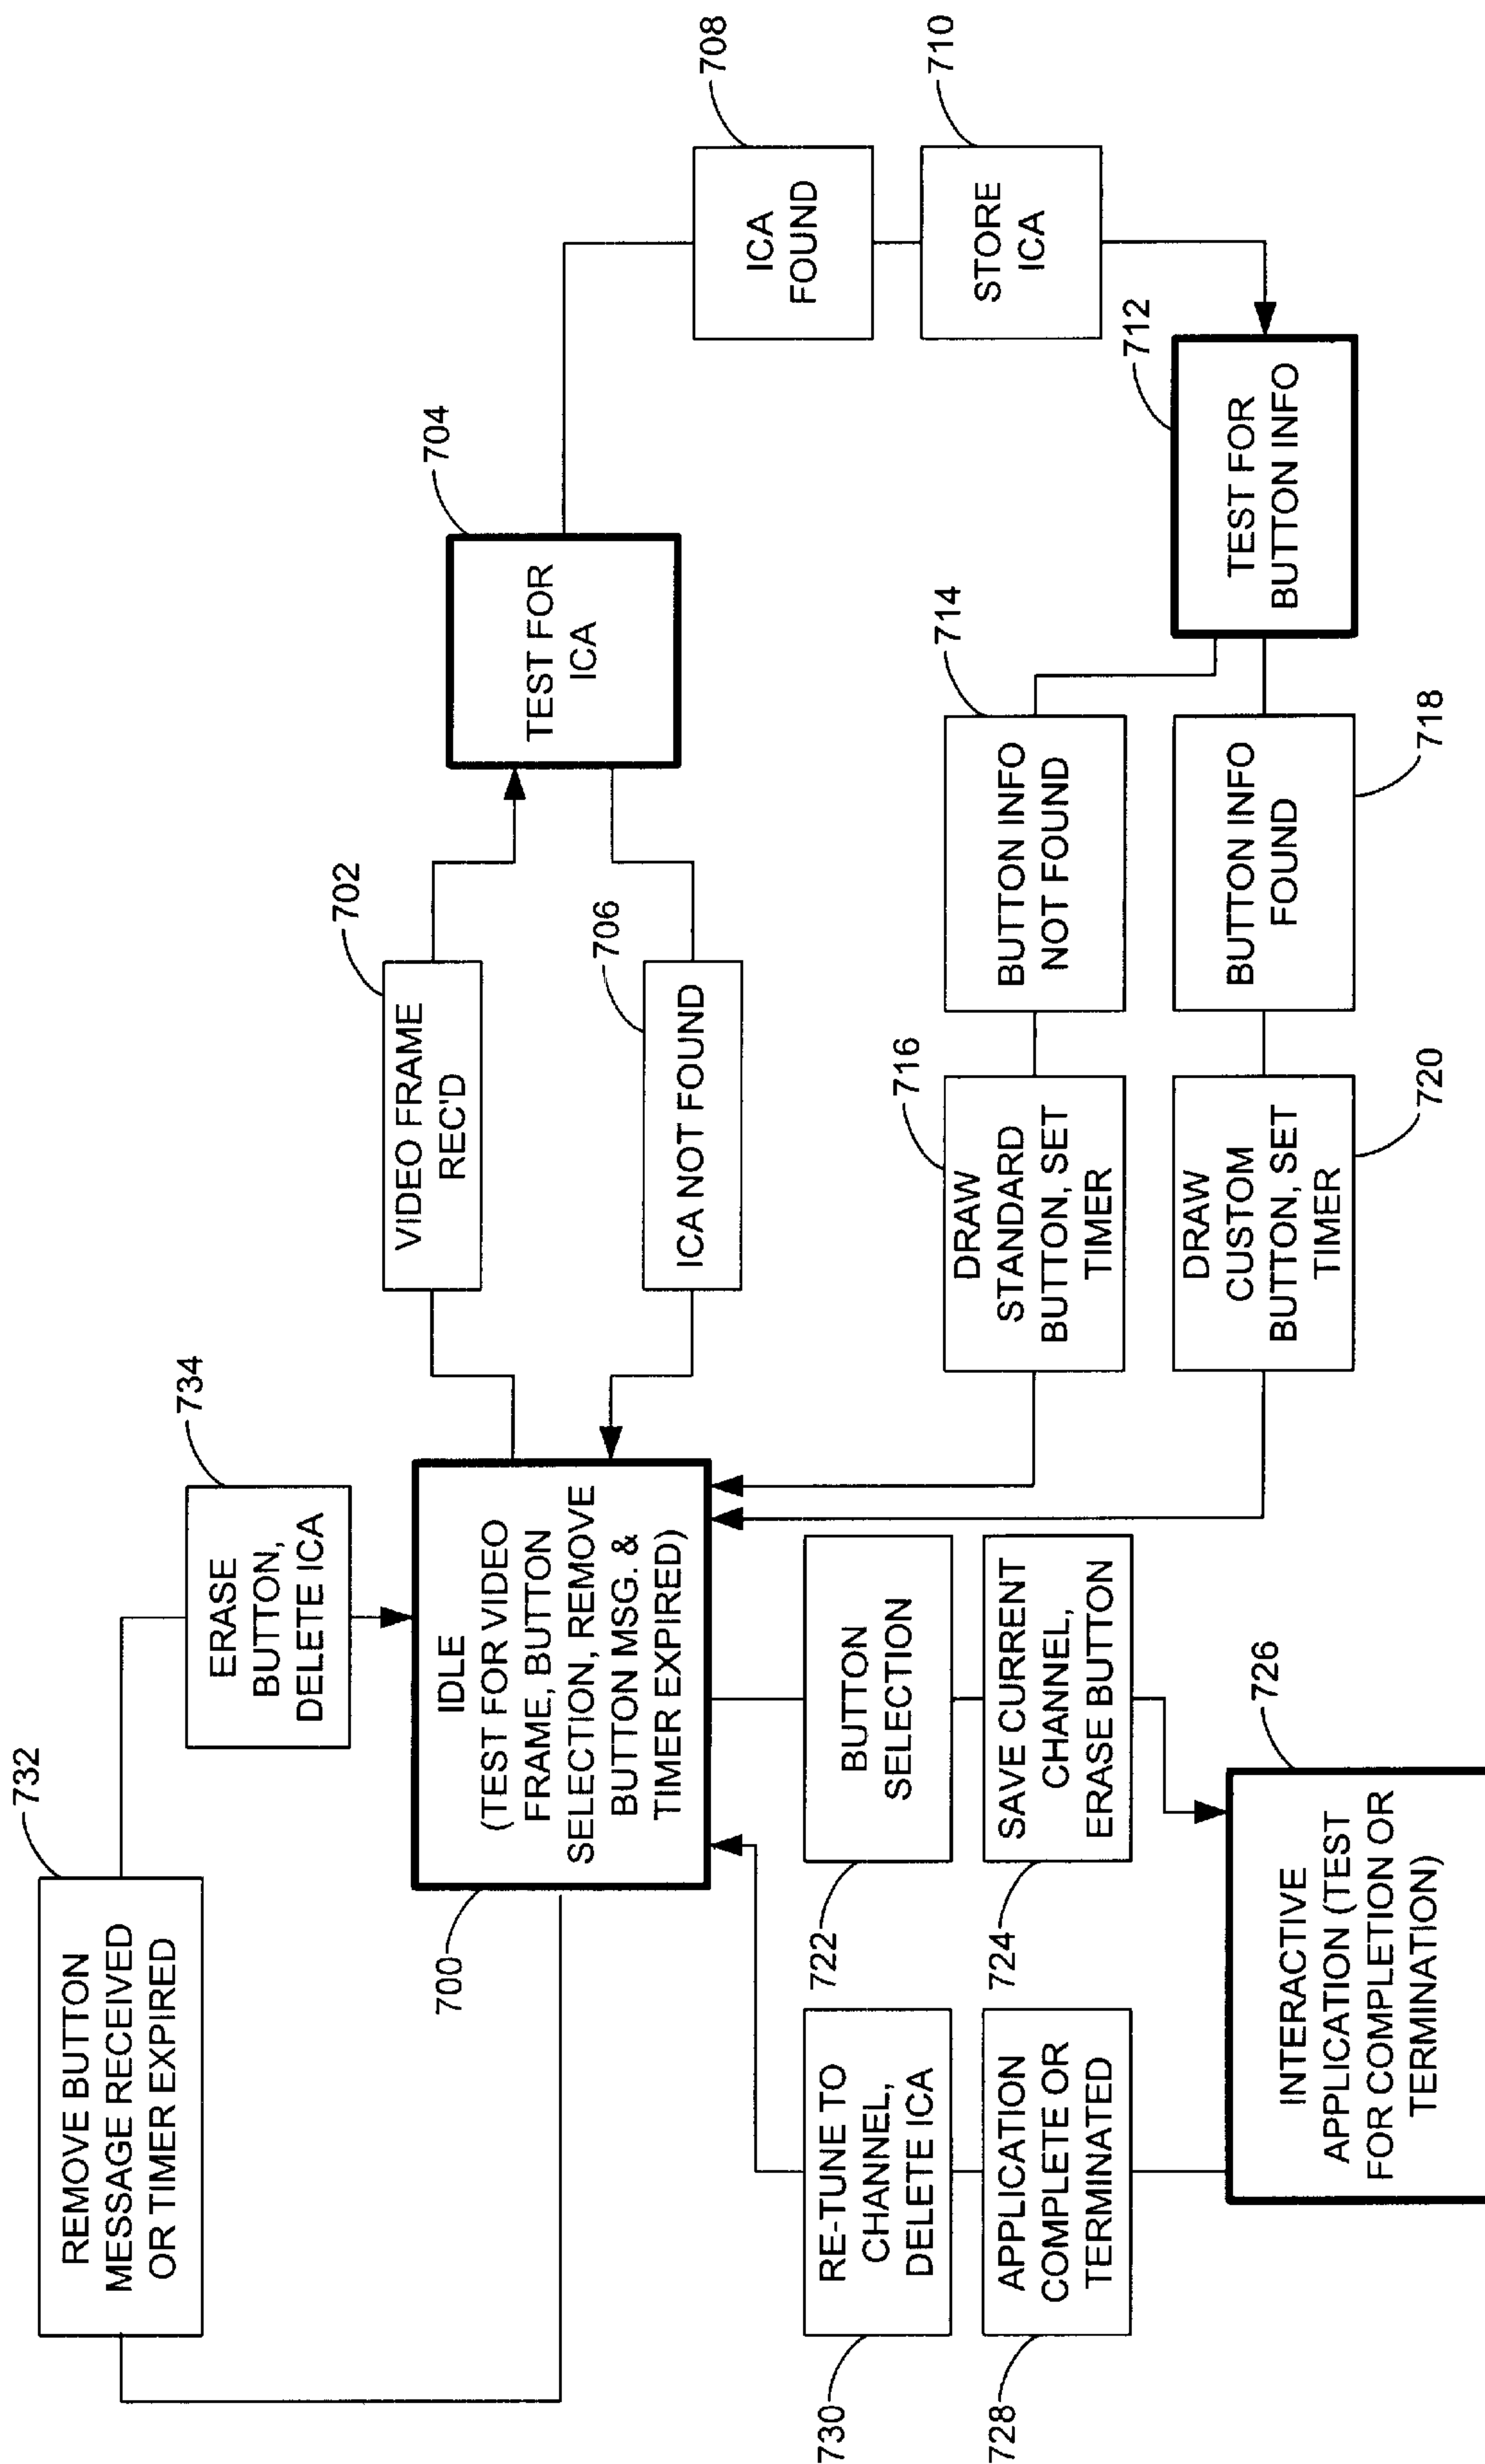 732
REMOVE BUTTON
MESSAGE RECEIVED
OR TIMER EXPIRED
734
ERASE
BUTTON,
DELETE ICA
700
IDLE
(TEST FOR VIDEO
FRAME, BUTTON
SELECTION, REMOVE
BUTTON MSG. &
TIMER EXPIRED)
702
VIDEO FRAME
REC'D
704
TEST FOR
ICA
706
ICA NOT FOUND
708
ICA
FOUND
710
STORE
ICA
712
TEST FOR
BUTTON INFO
714
BUTTON INFO
NOT FOUND
716
DRAW
STANDARD
BUTTON, SET
TIMER
718
BUTTON INFO
FOUND
720
DRAW
CUSTOM
BUTTON, SET
TIMER
722
BUTTON
SELECTION
724
SAVE CURRENT
CHANNEL,
ERASE BUTTON
726
INTERACTIVE
APPLICATION (TEST
FOR COMPLETION OR
TERMINATION)
728
APPLICATION
COMPLETE OR
TERMINATED
730
RE-TUNE TO
CHANNEL,
DELETE ICA